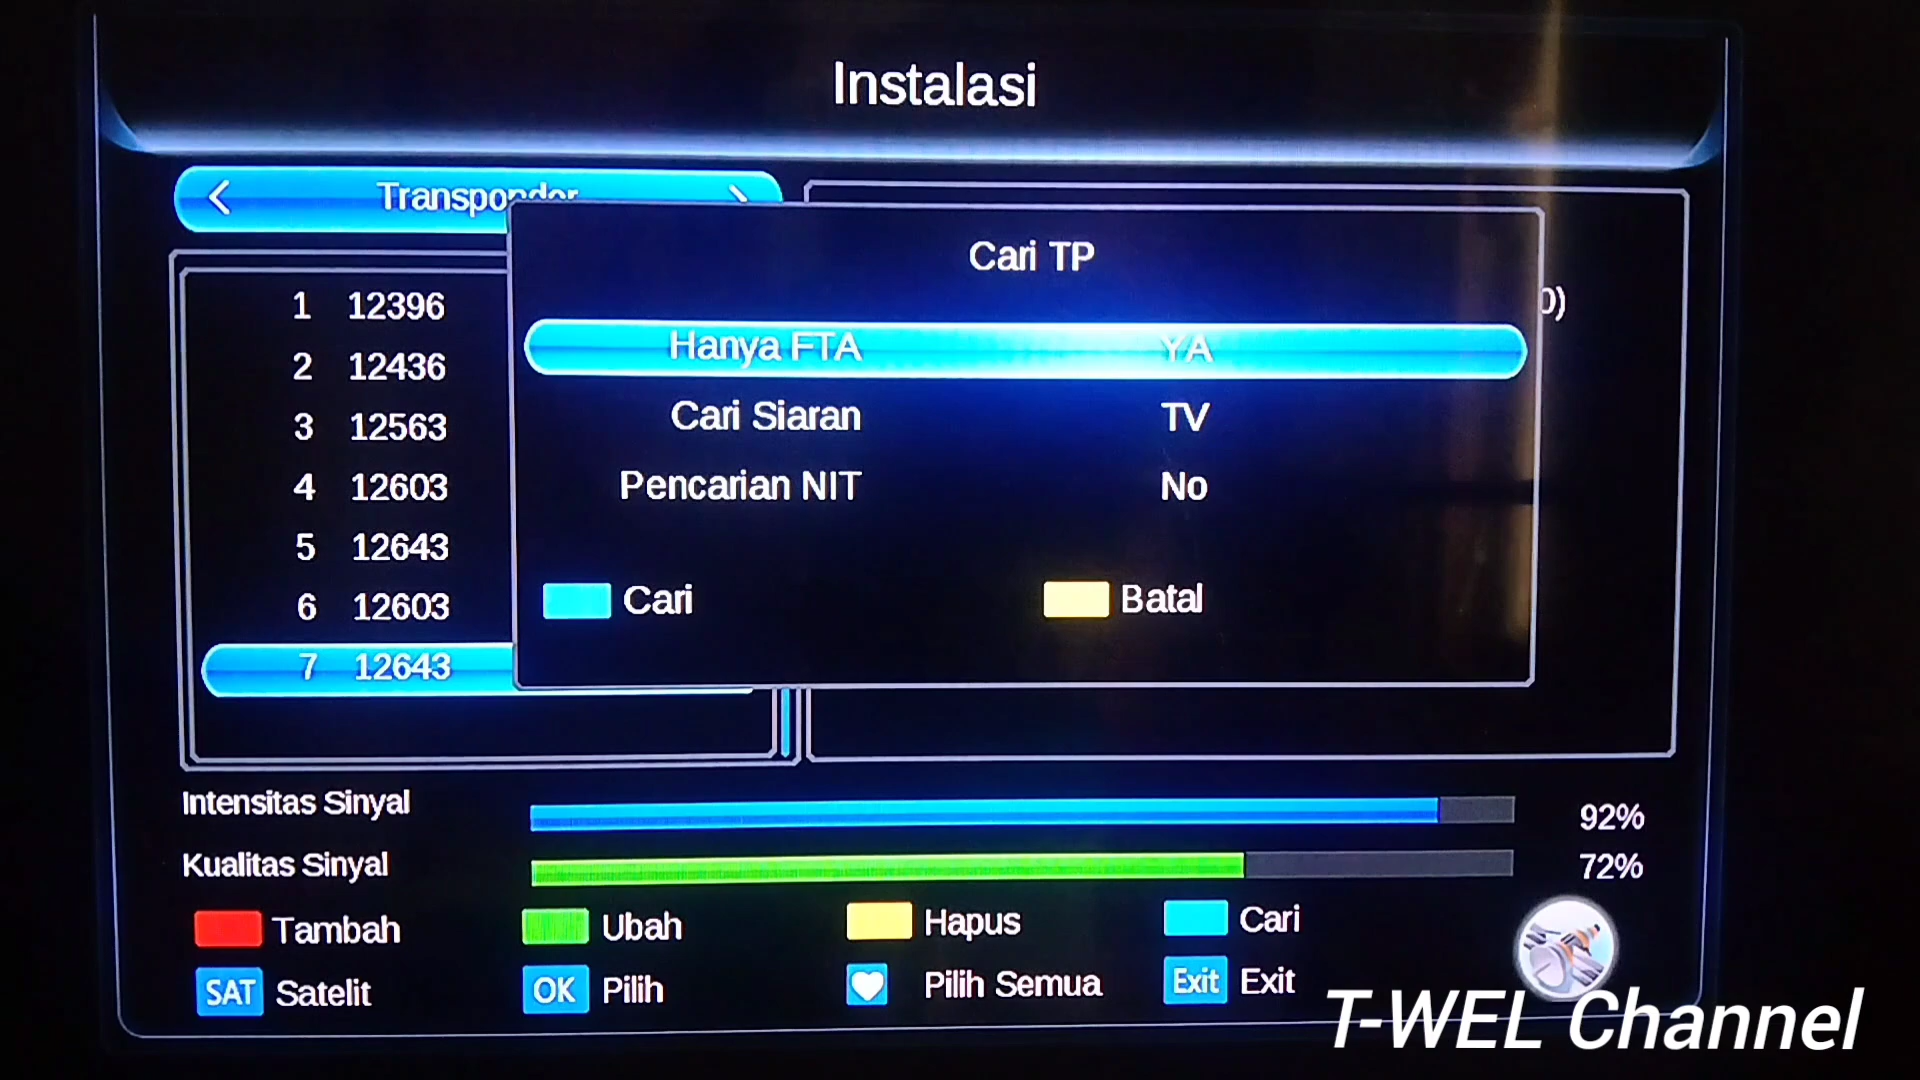 Instalasi
Transponder
Cari TP
0)
1 12396
Hanya FTA YA
2 12436
Cari Siaran TV
3 12563
Pencarian NIT No
4 12603
5 12643
Cari Batal
6 12603
7 12643
Intensitas Sinyal 92%
Kualitas Sinyal 72%
Tambah Ubah Hapus Cari
SAT Satelit OK Pilih Pilih Semua Exit Exit
T-WEL Channel